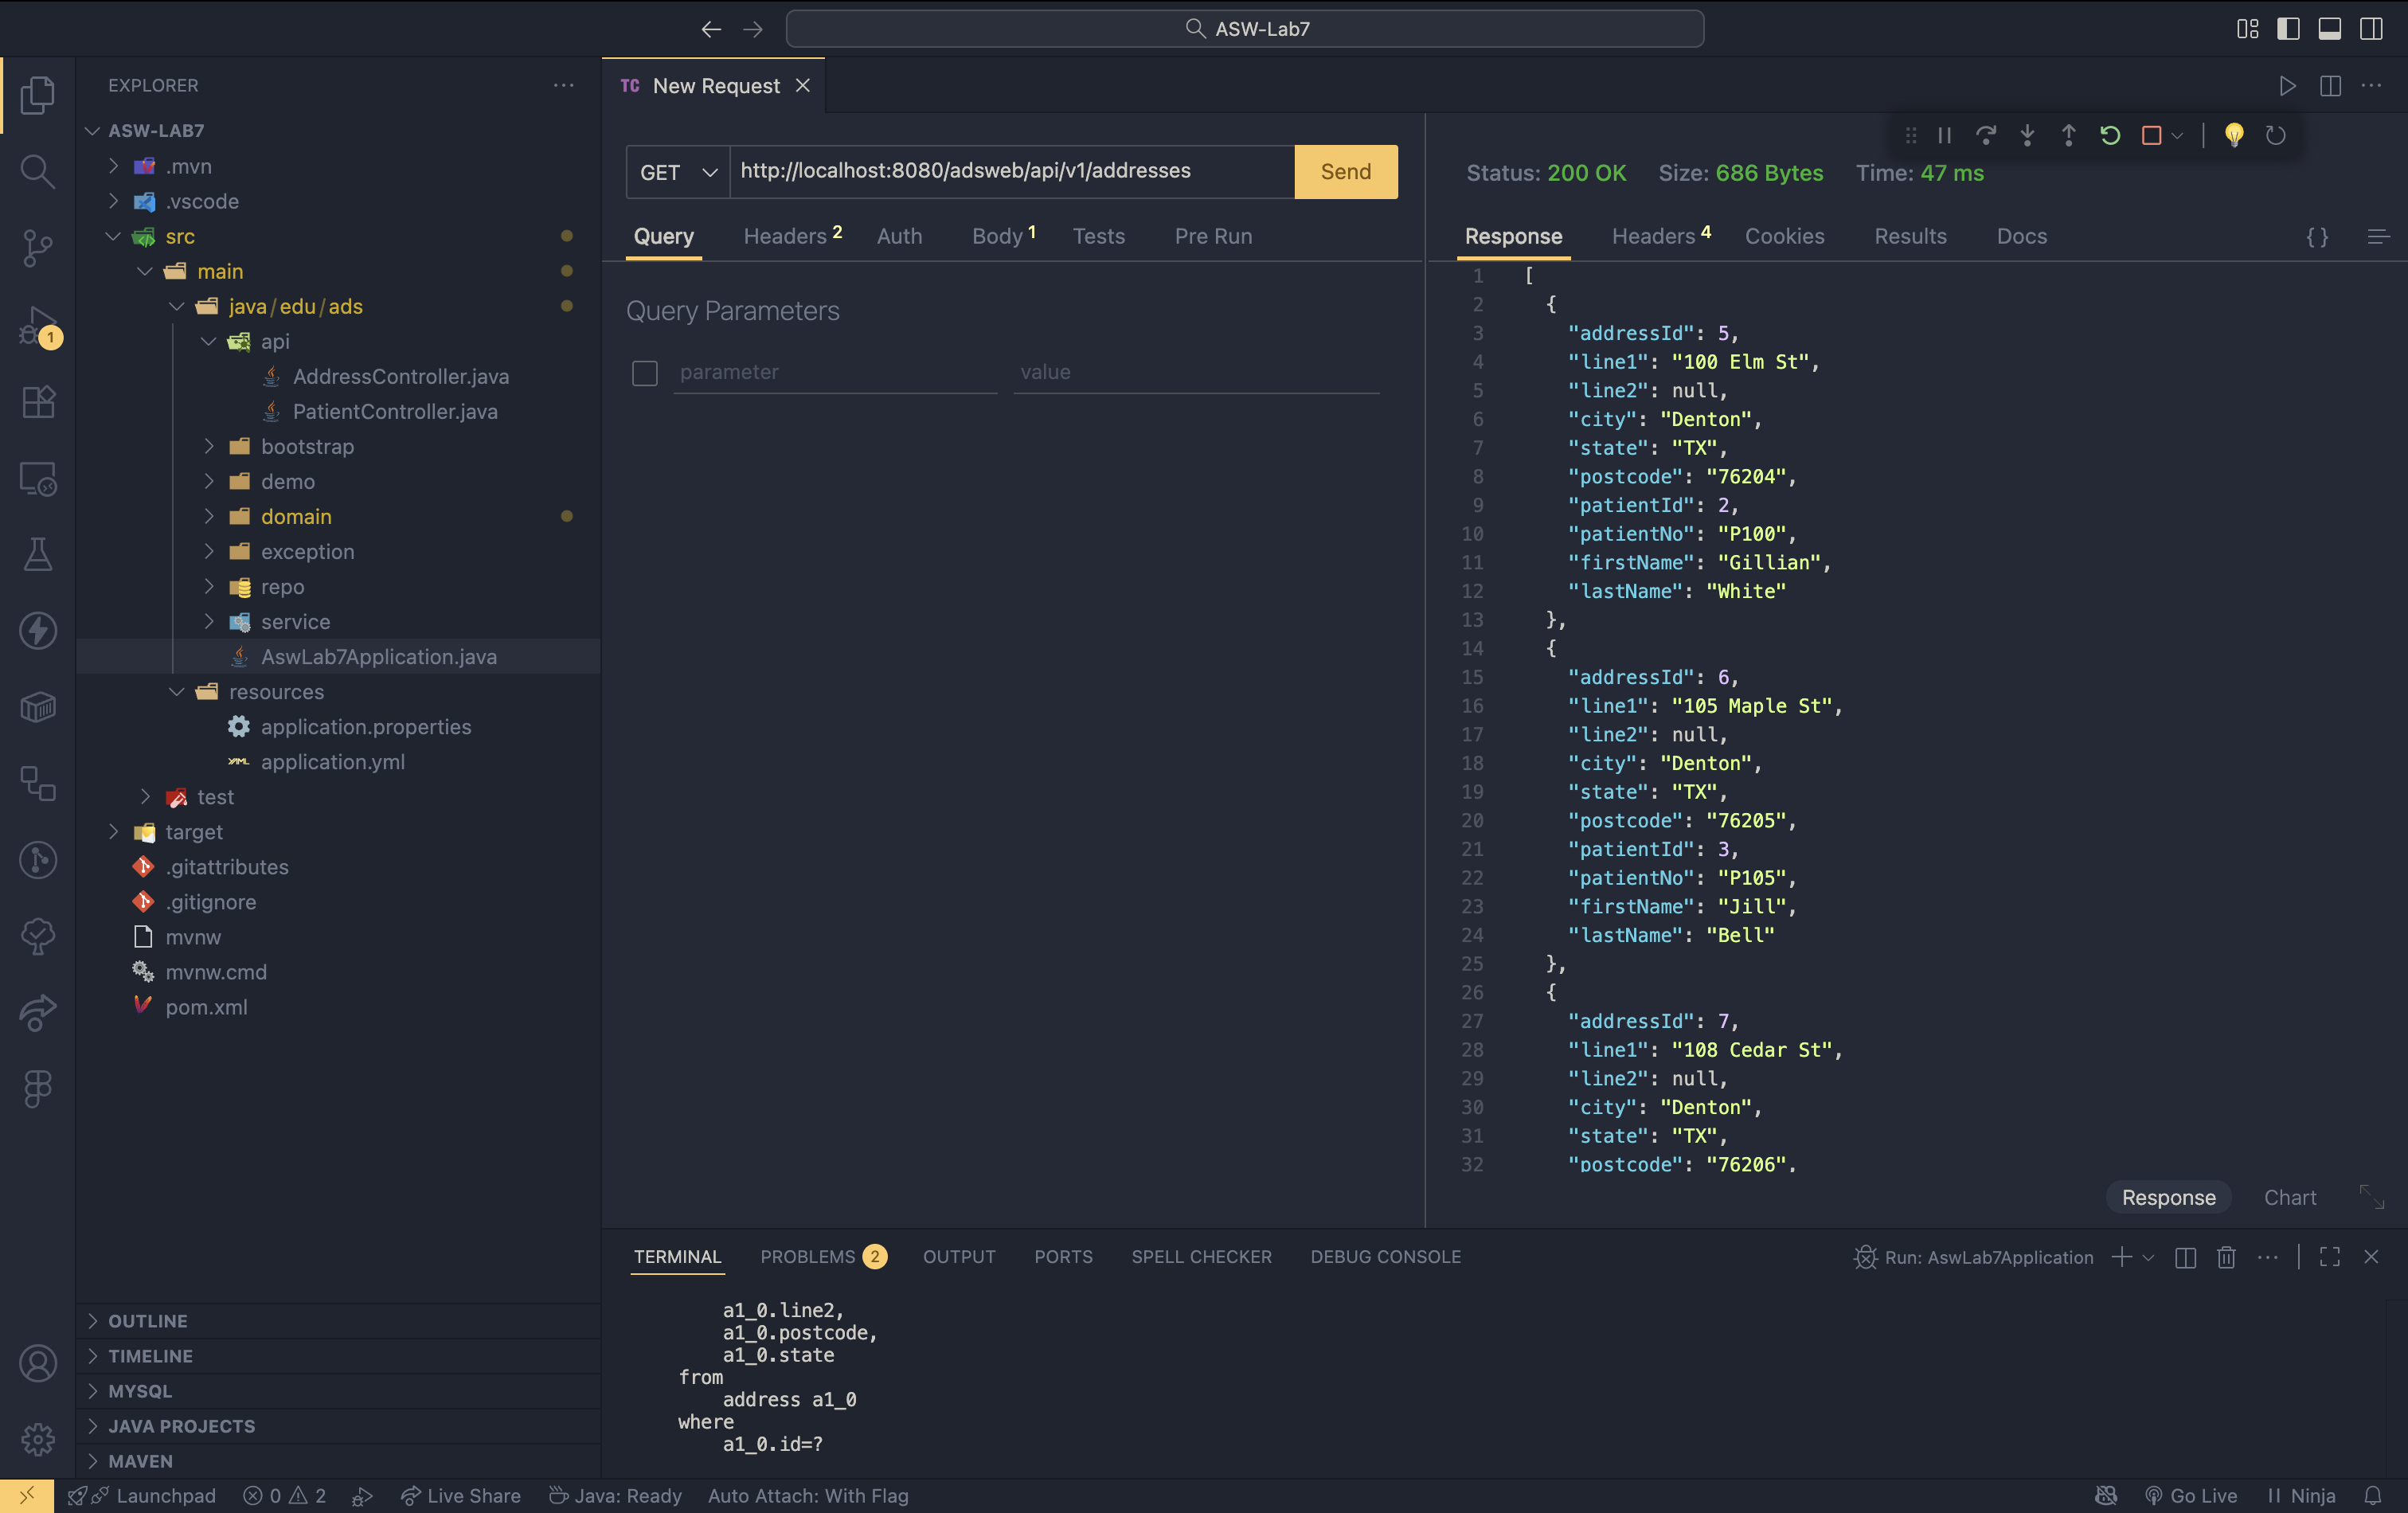 ASW-Lab7
EXPLORER
ASW-LAB7
.mvn
.vscode
src
main
java/edu/ads
api
AddressController.java
PatientController.java
bootstrap
demo
domain
exception
repo
service
AswLab7Application.java
resources
application.properties
application.yml
test
target
.gitattributes
.gitignore
mvnw
mvnw.cmd
pom.xml
OUTLINE
TIMELINE
MYSQL
JAVA PROJECTS
MAVEN
1
TC New Request
GET http://localhost:8080/adsweb/api/v1/addresses Send
Query Headers 2 Auth Body 1 Tests Pre Run
Query Parameters
parameter value
Status: 200 OK Size: 686 Bytes Time: 47 ms
Response Headers 4 Cookies Results Docs {}
1 [
2 {
3 "addressId": 5,
4 "line1": "100 Elm St",
5 "line2": null,
6 "city": "Denton",
7 "state": "TX",
8 "postcode": "76204",
9 "patientId": 2,
10 "patientNo": "P100",
11 "firstName": "Gillian",
12 "lastName": "White"
13 },
14 {
15 "addressId": 6,
16 "line1": "105 Maple St",
17 "line2": null,
18 "city": "Denton",
19 "state": "TX",
20 "postcode": "76205",
21 "patientId": 3,
22 "patientNo": "P105",
23 "firstName": "Jill",
24 "lastName": "Bell"
25 },
26 {
27 "addressId": 7,
28 "line1": "108 Cedar St",
29 "line2": null,
30 "city": "Denton",
31 "state": "TX",
32 "postcode": "76206",
Response Chart
TERMINAL PROBLEMS 2 OUTPUT PORTS SPELL CHECKER DEBUG CONSOLE Run: AswLab7Application
a1_0.line2,
a1_0.postcode,
a1_0.state
from
address a1_0
where
a1_0.id=?
Launchpad 0 2 Live Share Java: Ready Auto Attach: With Flag Go Live Ninja